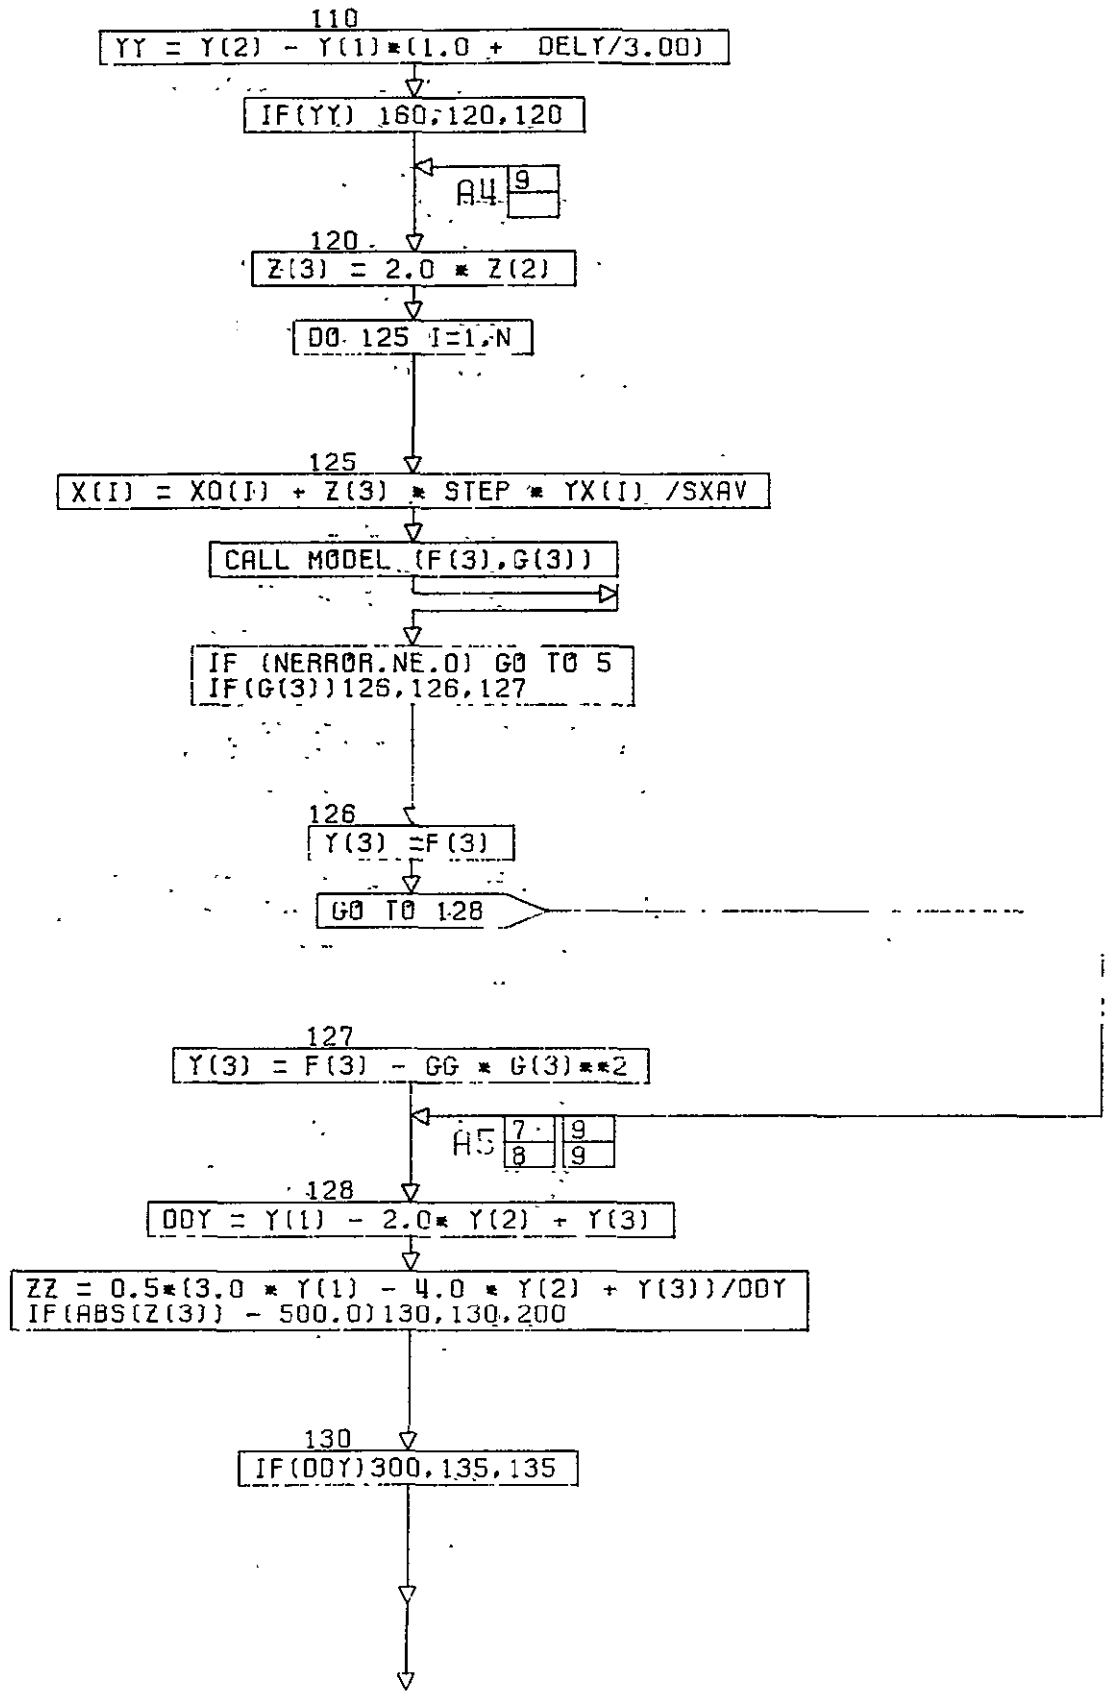 110
YY = Y(2) - Y(1)*(1.0 + DELY/3.00)
IF(YY) 160,120,120
A4 9
120
Z(3) = 2.0 * Z(2)
DO 125 I=1,N
125
X(I) = XO(I) + Z(3) * STEP * YX(I) /SXAV
CALL MODEL (F(3),G(3))
IF (NERROR.NE.0) GO TO 5
IF(G(3))126,126,127
126
Y(3) =F(3)
GO TO 128
127
Y(3) = F(3) - GG * G(3)**2
A5 7 9
8 9
128
DDY = Y(1) - 2.0* Y(2) + Y(3)
ZZ = 0.5*(3.0 * Y(1) - 4.0 * Y(2) + Y(3))/DDY
IF(ABS(Z(3)) - 500.0)130,130,200
130
IF(DDY)300,135,135